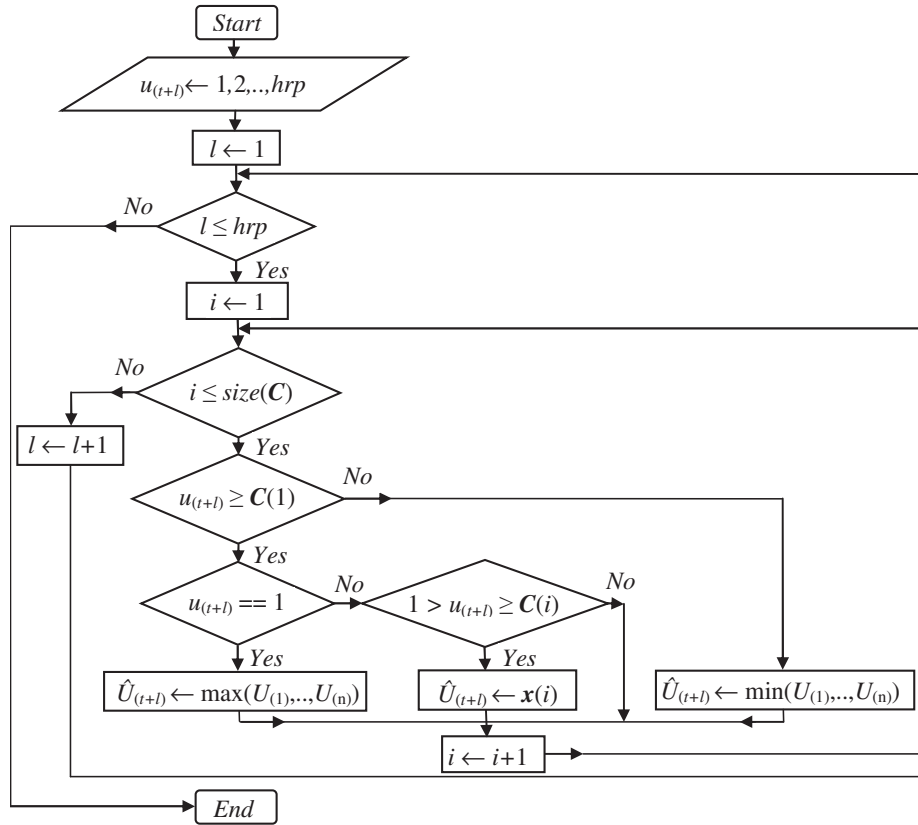 Start
u(t+l) ← 1,2,..,hrp
l ← 1
No
l ≤ hrp
Yes
i ← 1
No
i ≤ size(C)
l ← l+1
Yes
No
u(t+l) ≥ C(1)
Yes
No
No
u(t+l) == 1
1 > u(t+l) ≥ C(i)
Yes
Yes
Û(t+l) ← max(U(1),..,U(n))
Û(t+l) ← x(i)
Û(t+l) ← min(U(1),..,U(n))
i ← i+1
End